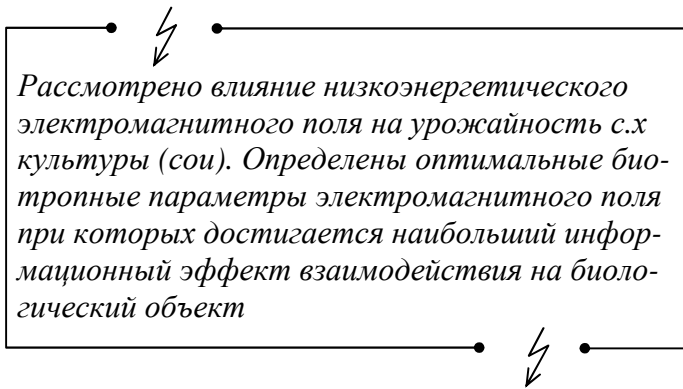 Рассмотрено влияние низкоэнергетического
электромагнитного поля на урожайность с.х
культуры (сои). Определены оптимальные био-
тропные параметры электромагнитного поля
при которых достигается наибольший инфор-
мационный эффект взаимодействия на биоло-
гический объект